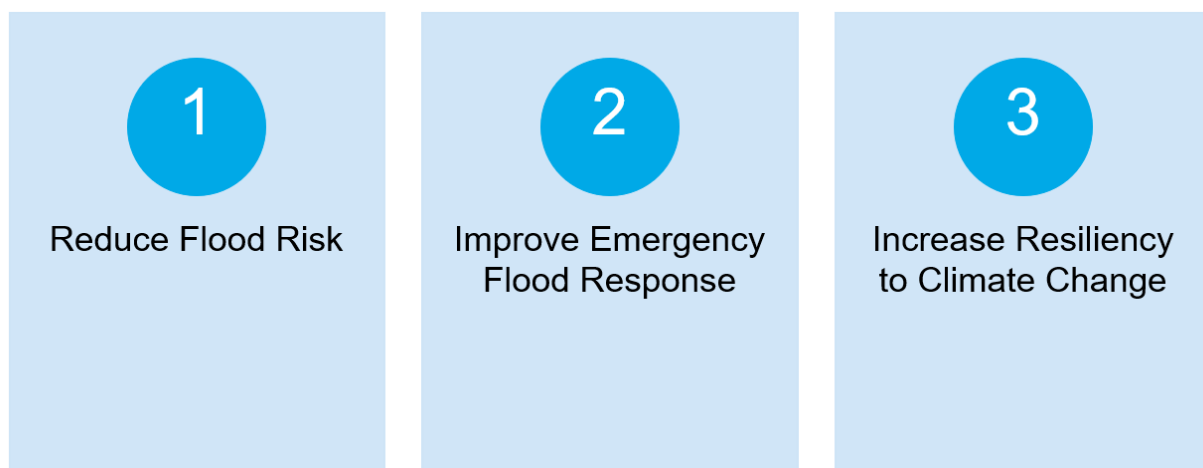 1
Reduce Flood Risk
2
Improve Emergency
Flood Response
3
Increase Resiliency
to Climate Change